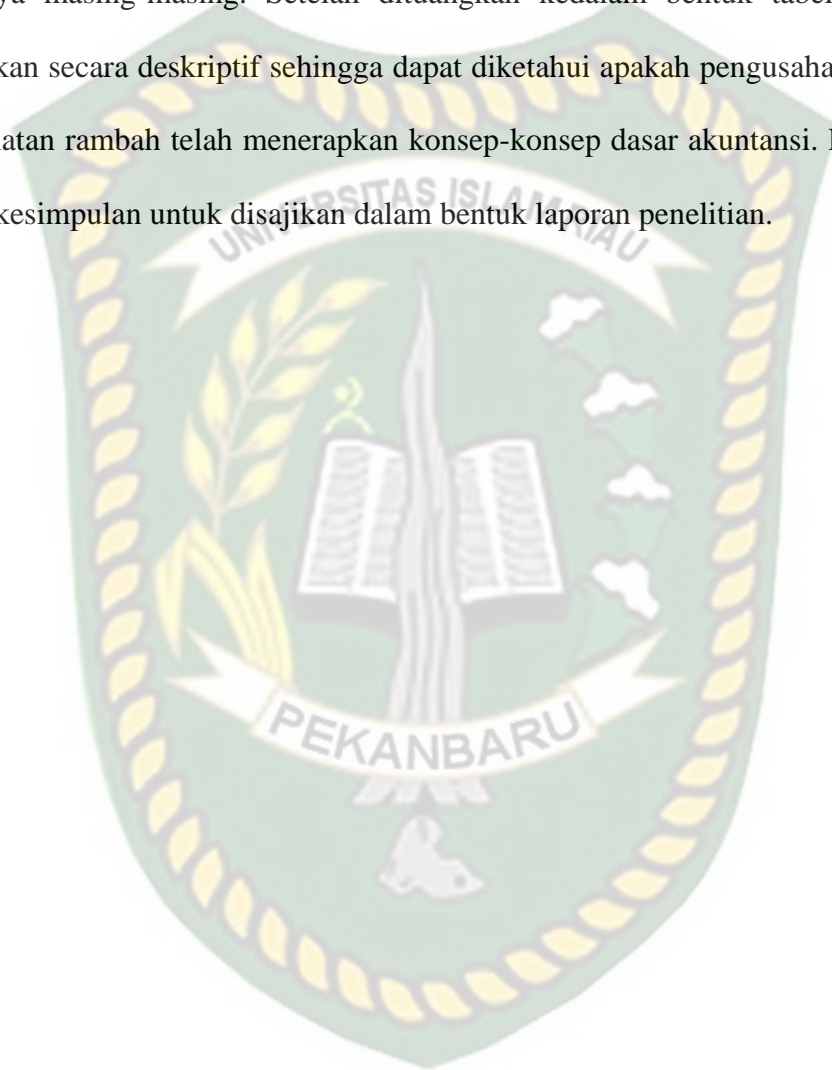 ya masing-masing. Setelah dituangkan kedalam bentuk tabel
kan secara deskriptif sehingga dapat diketahui apakah pengusaha
atan rambah telah menerapkan konsep-konsep dasar akuntansi.
kesimpulan untuk disajikan dalam bentuk laporan penelitian.
UNIVERSITAS ISLAM RIAU
PEKANBARU